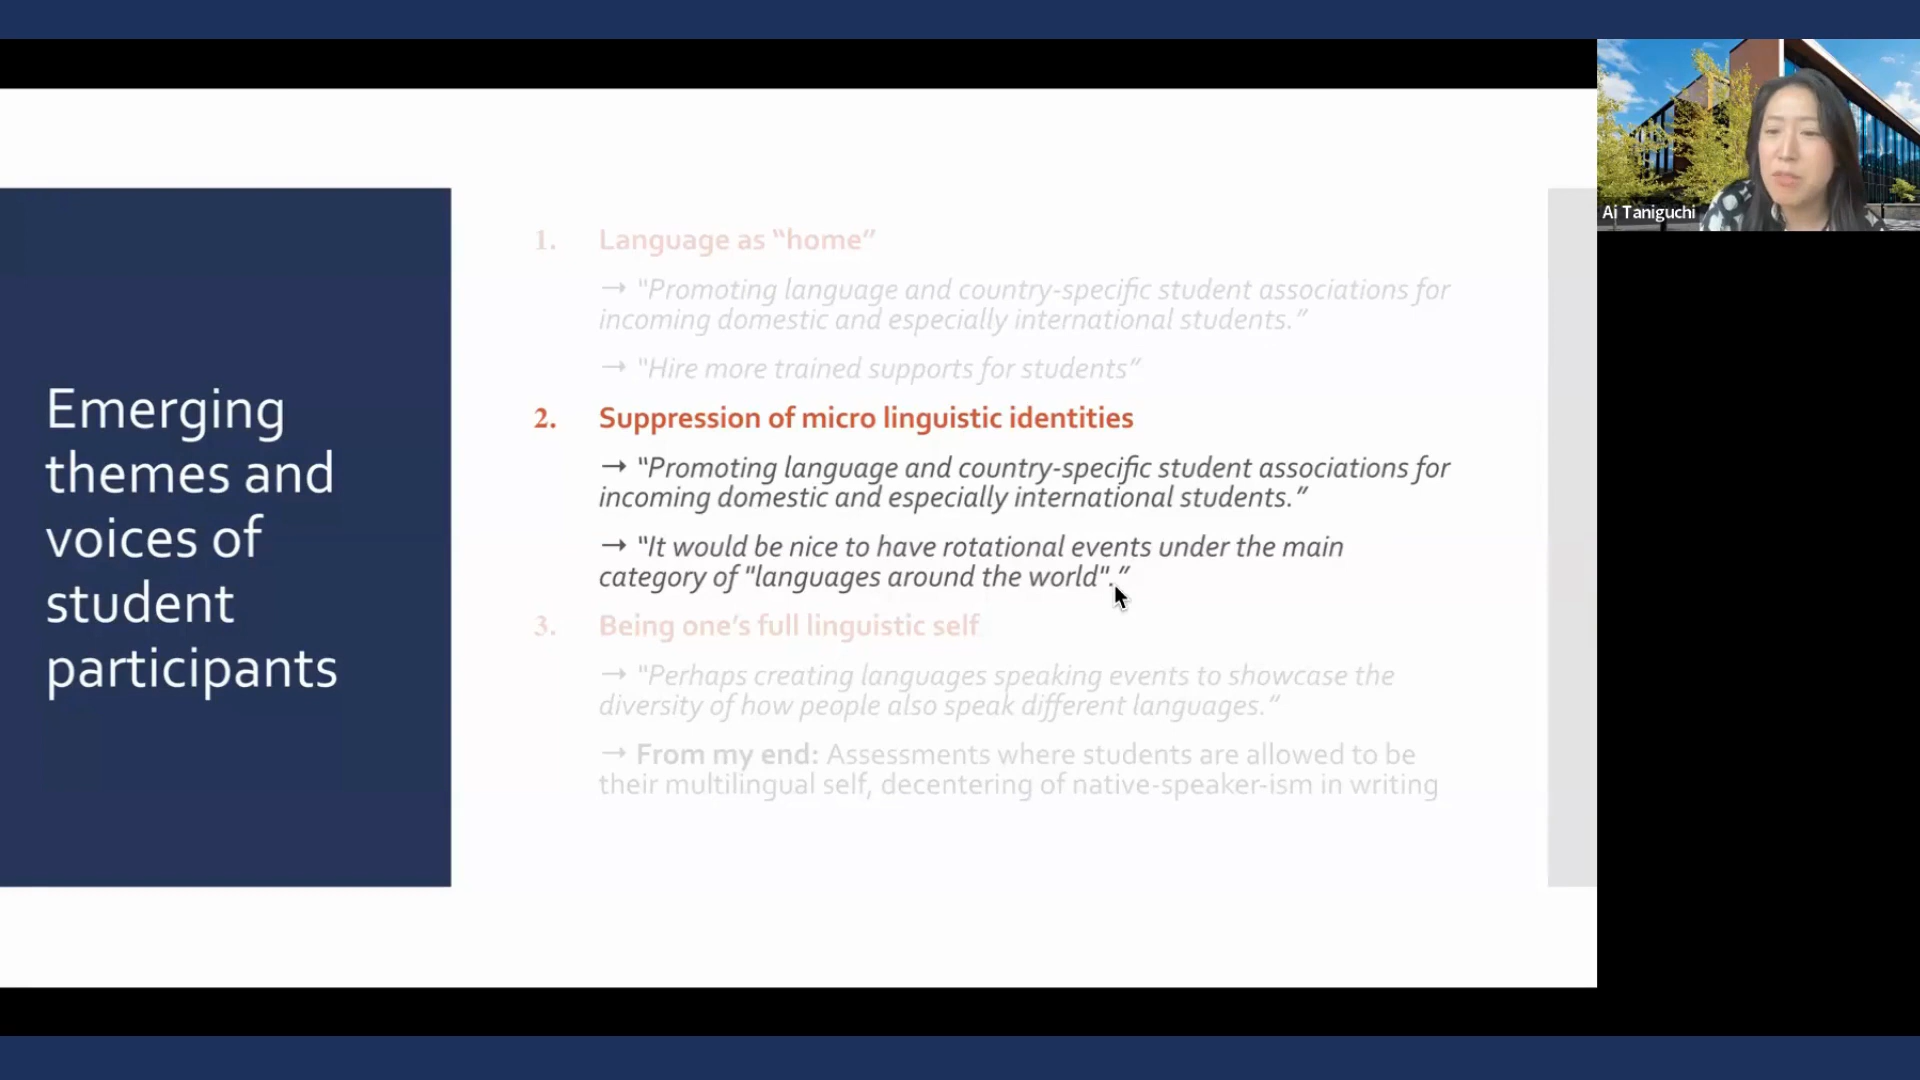 Ai Taniguchi
Emerging
themes and
voices of
student
participants
1. Language as “home”
→ “Promoting language and country-specific student associations for
incoming domestic and especially international students.”
→ “Hire more trained supports for students”
2. Suppression of micro linguistic identities
→ “Promoting language and country-specific student associations for
incoming domestic and especially international students.”
→ “It would be nice to have rotational events under the main
category of "languages around the world".”
3. Being one’s full linguistic self
→ “Perhaps creating languages speaking events to showcase the
diversity of how people also speak different languages.“
→ From my end: Assessments where students are allowed to be
their multilingual self, decentering of native-speaker-ism in writing